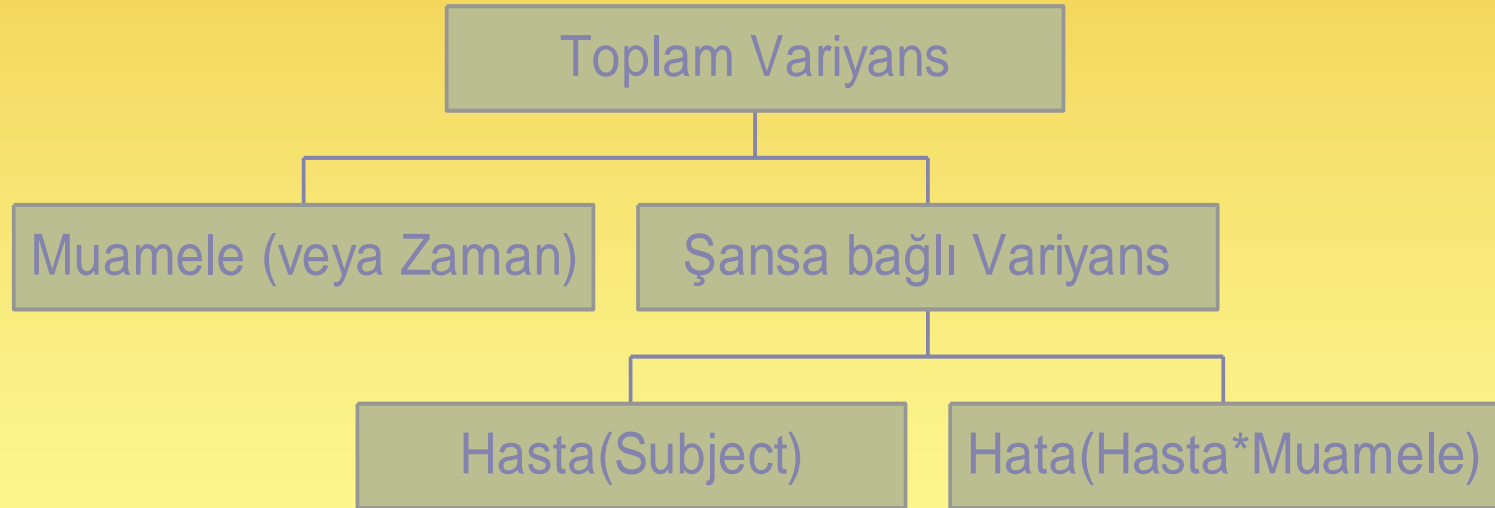 Toplam Variyans
Muamele (veya Zaman)
Şansa bağlı Variyans
Hasta(Subject)
Hata(Hasta*Muamele)